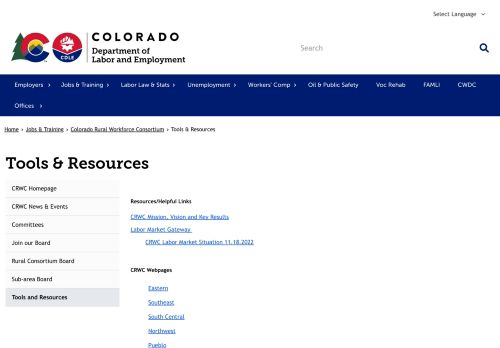 Select Language
COLORADO
Department of
Labor and Employment
CDLE
Search
Employers
Jobs & Training
Labor Law & Stats
Unemployment
Workers' Comp
Oil & Public Safety
Voc Rehab
FAMLI
CWDC
Offices
Home › Jobs & Training › Colorado Rural Workforce Consortium › Tools & Resources
Tools & Resources
CRWC Homepage
CRWC News & Events
Committees
Join our Board
Rural Consortium Board
Sub-area Board
Tools and Resources
Resources/Helpful Links
CRWC Mission, Vision and Key Results
Labor Market Gateway
CRWC Labor Market Situation 11.18.2022
CRWC Webpages
Eastern
Southeast
South Central
Northwest
Pueblo